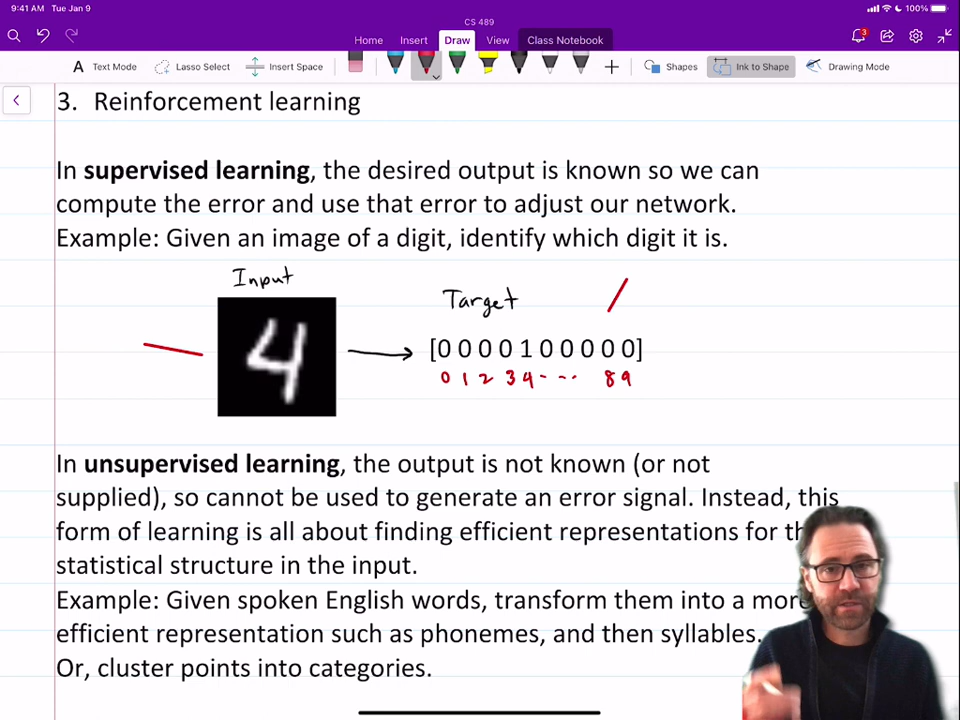 9:41 AM Tue Jan 9
100%
CS 489
Home Insert Draw View Class Notebook
3
Text Mode Lasso Select Insert Space Shapes Ink to Shape Drawing Mode
3. Reinforcement learning
In supervised learning, the desired output is known so we can
compute the error and use that error to adjust our network.
Example: Given an image of a digit, identify which digit it is.
Input
Target
4
[0 0 0 0 1 0 0 0 0 0]
0 1 2 3 4 - ... 8 9
In unsupervised learning, the output is not known (or not
supplied), so cannot be used to generate an error signal. Instead, this
form of learning is all about finding efficient representations for
statistical structure in the input.
Example: Given spoken English words, transform them into a more
efficient representation such as phonemes, and then syllables.
Or, cluster points into categories.